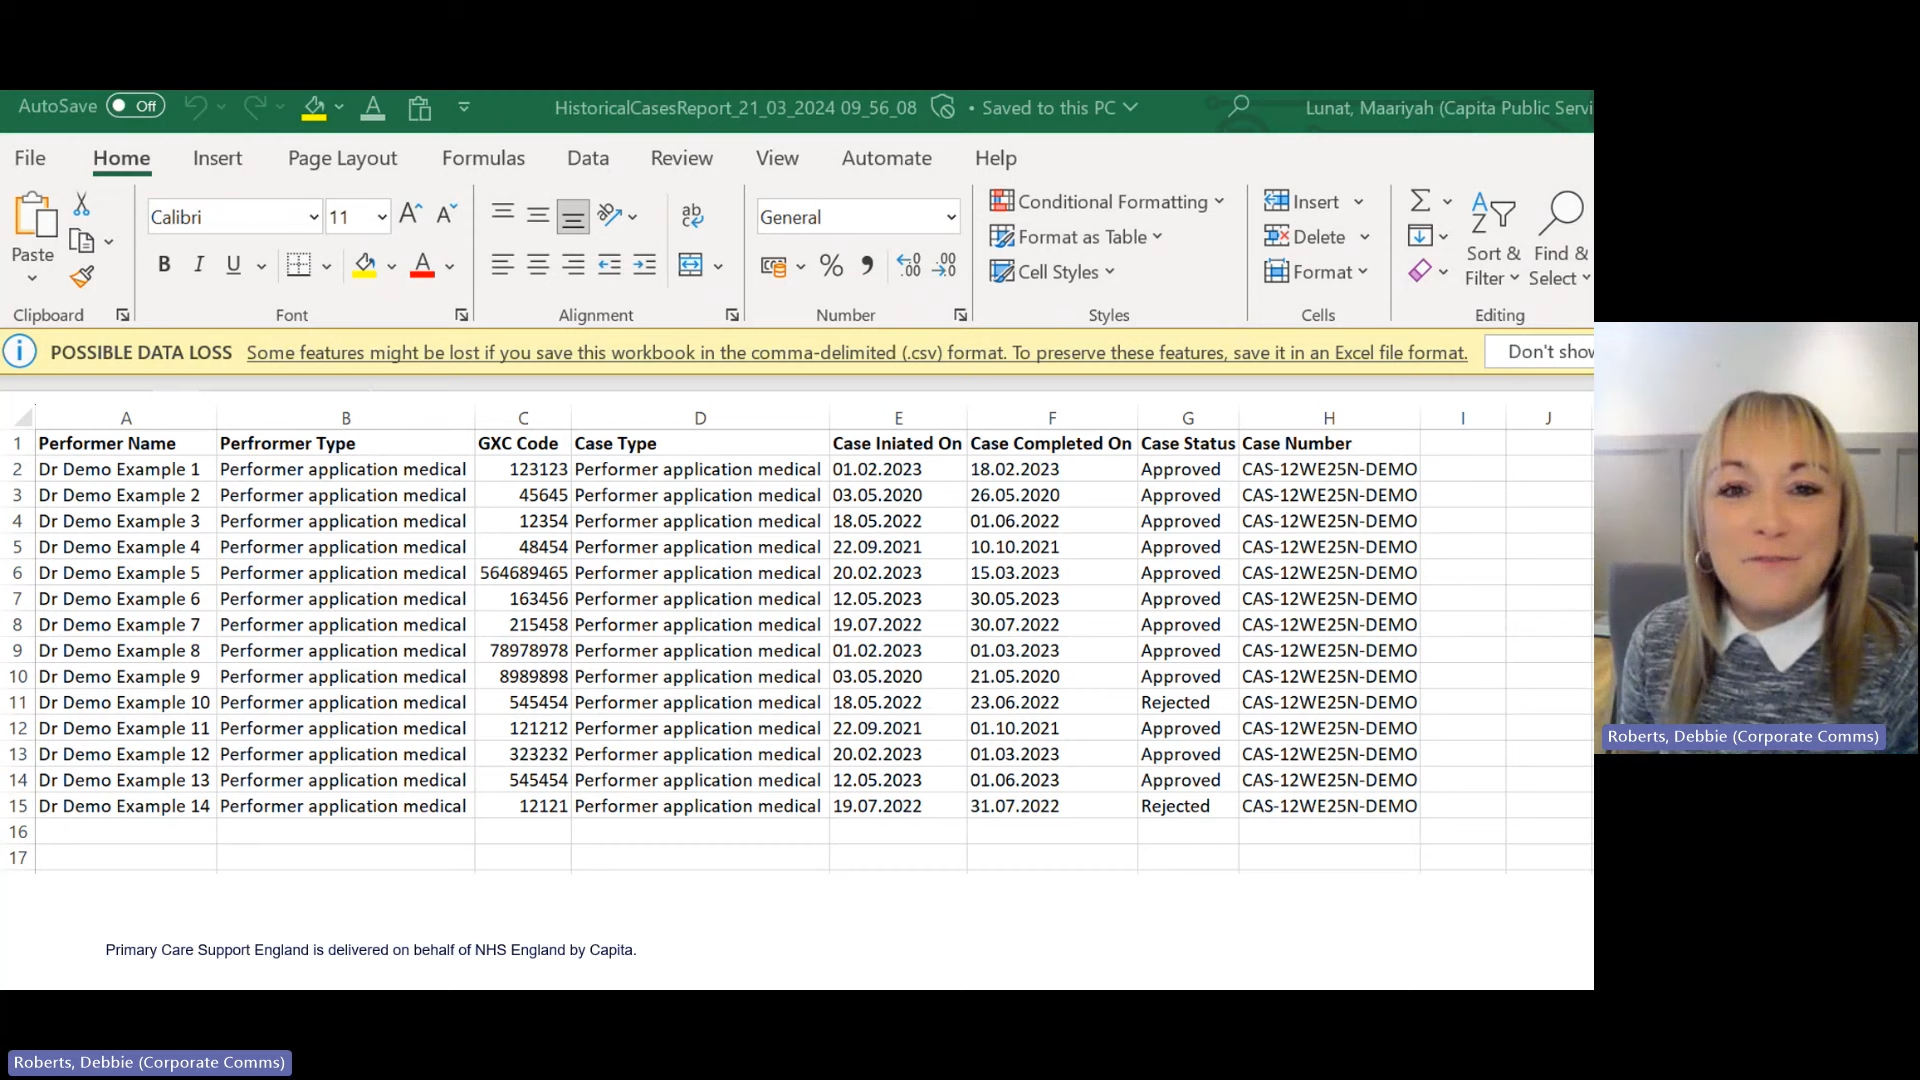 AutoSave Off HistoricalCasesReport_21_03_2024 09_56_08 • Saved to this PC Lunat, Maariyah (Capita Public Servi
File Home Insert Page Layout Formulas Data Review View Automate Help
Calibri 11 General Conditional Formatting Insert
Paste Format as Table Delete Sort & Find &
B I U Cell Styles Format Filter Select
Clipboard Font Alignment Number Styles Cells Editing
POSSIBLE DATA LOSS Some features might be lost if you save this workbook in the comma-delimited (.csv) format. To preserve these features, save it in an Excel file format. Don't show
A B C D E F G H I J
1 Performer Name Perfrormer Type GXC Code Case Type Case Iniated On Case Completed On Case Status Case Number
2 Dr Demo Example 1 Performer application medical 123123 Performer application medical 01.02.2023 18.02.2023 Approved CAS-12WE25N-DEMO
3 Dr Demo Example 2 Performer application medical 45645 Performer application medical 03.05.2020 26.05.2020 Approved CAS-12WE25N-DEMO
4 Dr Demo Example 3 Performer application medical 12354 Performer application medical 18.05.2022 01.06.2022 Approved CAS-12WE25N-DEMO
5 Dr Demo Example 4 Performer application medical 48454 Performer application medical 22.09.2021 10.10.2021 Approved CAS-12WE25N-DEMO
6 Dr Demo Example 5 Performer application medical 564689465 Performer application medical 20.02.2023 15.03.2023 Approved CAS-12WE25N-DEMO
7 Dr Demo Example 6 Performer application medical 163456 Performer application medical 12.05.2023 30.05.2023 Approved CAS-12WE25N-DEMO
8 Dr Demo Example 7 Performer application medical 215458 Performer application medical 19.07.2022 30.07.2022 Approved CAS-12WE25N-DEMO
9 Dr Demo Example 8 Performer application medical 78978978 Performer application medical 01.02.2023 01.03.2023 Approved CAS-12WE25N-DEMO
10 Dr Demo Example 9 Performer application medical 8989898 Performer application medical 03.05.2020 21.05.2020 Approved CAS-12WE25N-DEMO
11 Dr Demo Example 10 Performer application medical 545454 Performer application medical 18.05.2022 23.06.2022 Rejected CAS-12WE25N-DEMO
12 Dr Demo Example 11 Performer application medical 121212 Performer application medical 22.09.2021 01.10.2021 Approved CAS-12WE25N-DEMO
13 Dr Demo Example 12 Performer application medical 323232 Performer application medical 20.02.2023 01.03.2023 Approved CAS-12WE25N-DEMO
14 Dr Demo Example 13 Performer application medical 545454 Performer application medical 12.05.2023 01.06.2023 Approved CAS-12WE25N-DEMO
15 Dr Demo Example 14 Performer application medical 12121 Performer application medical 19.07.2022 31.07.2022 Rejected CAS-12WE25N-DEMO
16
17
Primary Care Support England is delivered on behalf of NHS England by Capita.
Roberts, Debbie (Corporate Comms)
Roberts, Debbie (Corporate Comms)